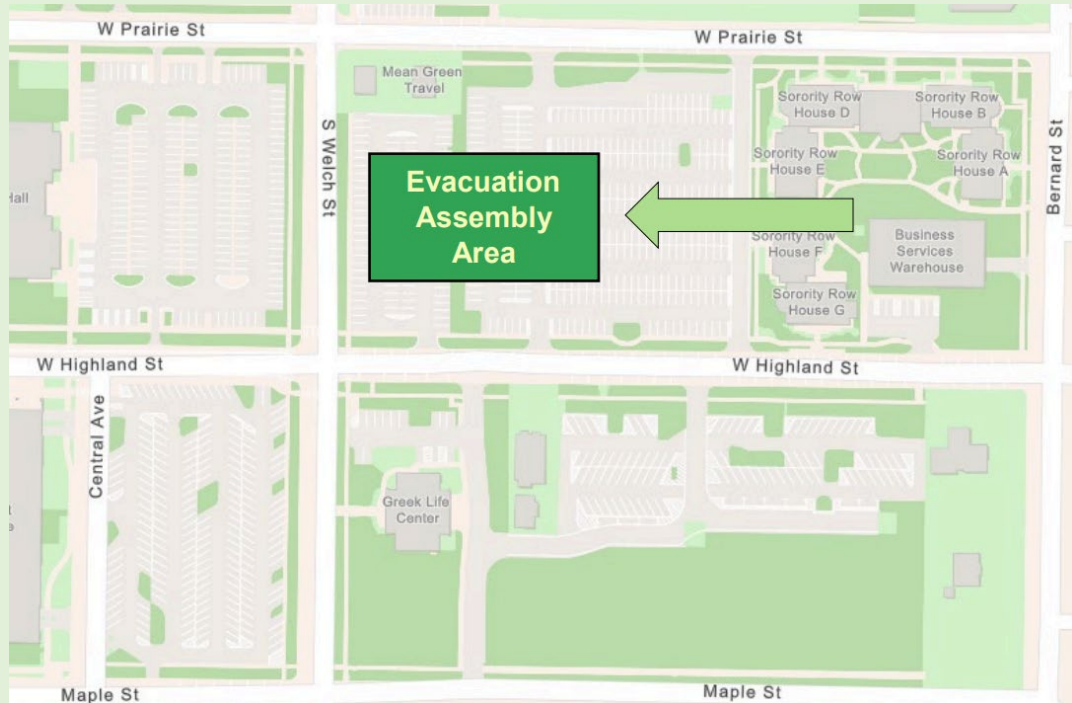 W Prairie St
W Prairie St
Mean Green
Travel
Sorority Row
House D
Sorority Row
House B
S Welch St
Bernard St
Sorority Row
House E
Sorority Row
House A
Hall
Evacuation
Assembly
Area
Sorority Row
House F
Business
Services
Warehouse
Sorority Row
House G
W Highland St
W Highland St
Central Ave
Greek Life
Center
t
e
Maple St
Maple St